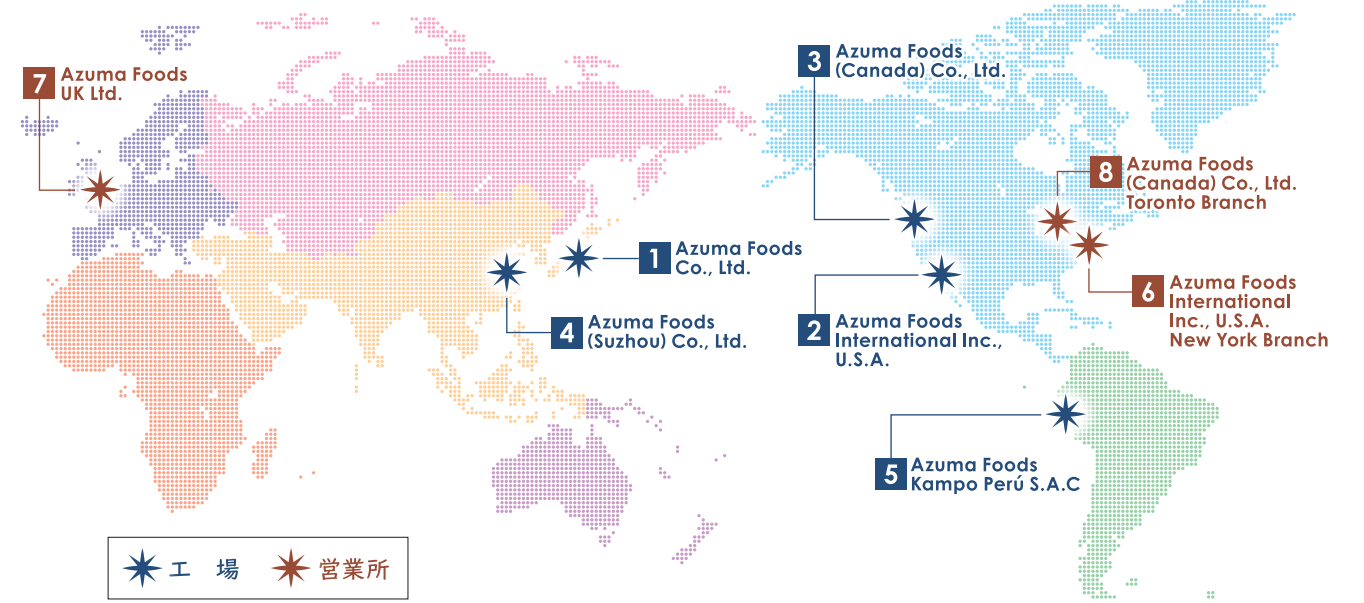 7
Azuma Foods
UK Ltd.
3
Azuma Foods
(Canada) Co., Ltd.
8
Azuma Foods
(Canada) Co., Ltd.
Toronto Branch
1
Azuma Foods
Co., Ltd.
4
Azuma Foods
(Suzhou) Co., Ltd.
2
Azuma Foods
International Inc.,
U.S.A.
6
Azuma Foods
International
Inc., U.S.A.
New York Branch
5
Azuma Foods
Kampo Perú S.A.C
工 場
営業所